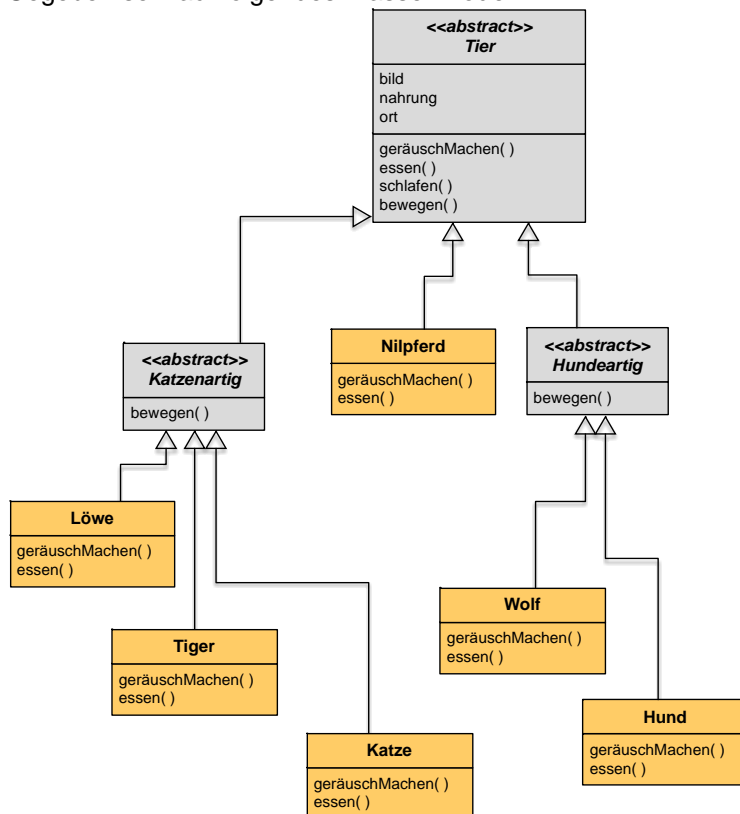 <<abstract>>
Tier
bild
nahrung
ort
geräuschMachen( )
essen( )
schlafen( )
bewegen( )
<<abstract>>
Katzenartig
bewegen( )
Nilpferd
geräuschMachen( )
essen( )
<<abstract>>
Hundeartig
bewegen( )
Löwe
geräuschMachen( )
essen( )
Tiger
geräuschMachen( )
essen( )
Katze
geräuschMachen( )
essen( )
Wolf
geräuschMachen( )
essen( )
Hund
geräuschMachen( )
essen( )